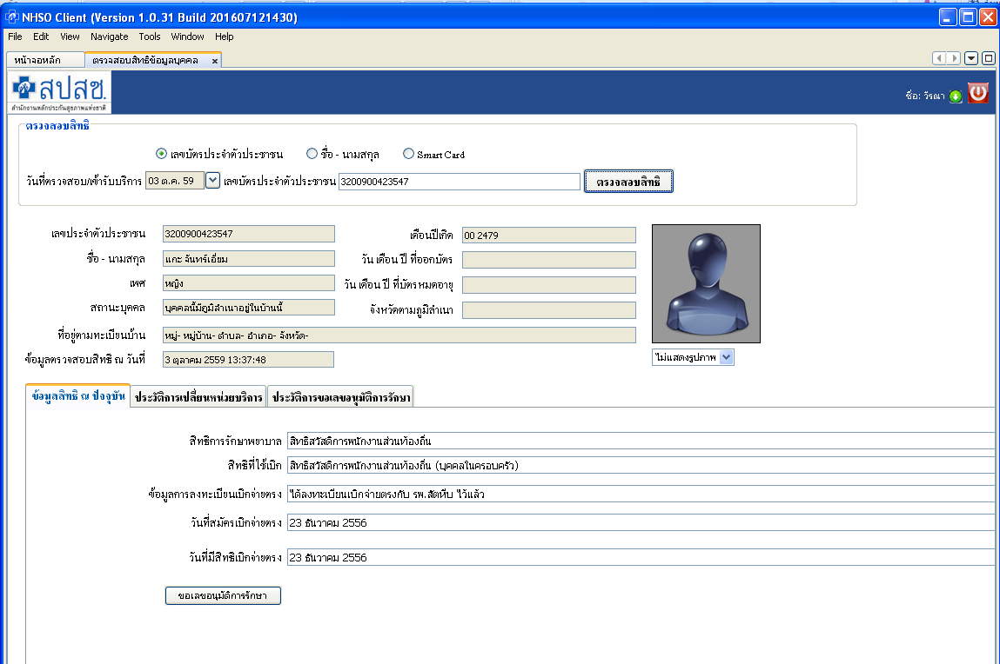 NHSO Client (Version 1.0.31 Build 201607121430)
File Edit View Navigate Tools Window Help
หน้าจอหลัก ตรวจสอบสิทธิข้อมูลบุคคล
สปสช.
สำนักงานหลักประกันสุขภาพแห่งชาติ
ชื่อ: วีรณา
ตรวจสอบสิทธิ
เลขบัตรประจำตัวประชาชน ชื่อ - นามสกุล Smart Card
วันที่ตรวจสอบ/เข้ารับบริการ 03 ต.ค. 59 เลขบัตรประจำตัวประชาชน 3200900423547 ตรวจสอบสิทธิ
เลขประจำตัวประชาชน 3200900423547 เดือนปีเกิด 00 2479
ชื่อ - นามสกุล แกะ จันทร์เอี่ยม วัน เดือน ปี ที่ออกบัตร
เพศ หญิง วัน เดือน ปี ที่บัตรหมดอายุ
สถานะบุคคล บุคคลนี้มีภูมิลำเนาอยู่ในบ้านนี้ จังหวัดตามภูมิลำเนา
ที่อยู่ตามทะเบียนบ้าน หมู่- หมู่บ้าน- ตำบล- อำเภอ- จังหวัด-
ข้อมูลตรวจสอบสิทธิ ณ วันที่ 3 ตุลาคม 2559 13:37:48 ไม่แสดงรูปภาพ
ข้อมูลสิทธิ ณ ปัจจุบัน ประวัติการเปลี่ยนหน่วยบริการ ประวัติการขอเลขอนุมัติการรักษา
สิทธิการรักษาพยาบาล สิทธิสวัสดิการพนักงานส่วนท้องถิ่น
สิทธิที่ใช้เบิก สิทธิสวัสดิการพนักงานส่วนท้องถิ่น (บุคคลในครอบครัว)
ข้อมูลการลงทะเบียนเบิกจ่ายตรง ได้ลงทะเบียนเบิกจ่ายตรงกับ รพ.สัตหีบ ไว้แล้ว
วันที่สมัครเบิกจ่ายตรง 23 ธันวาคม 2556
วันที่มีสิทธิเบิกจ่ายตรง 23 ธันวาคม 2556
ขอเลขอนุมัติการรักษา